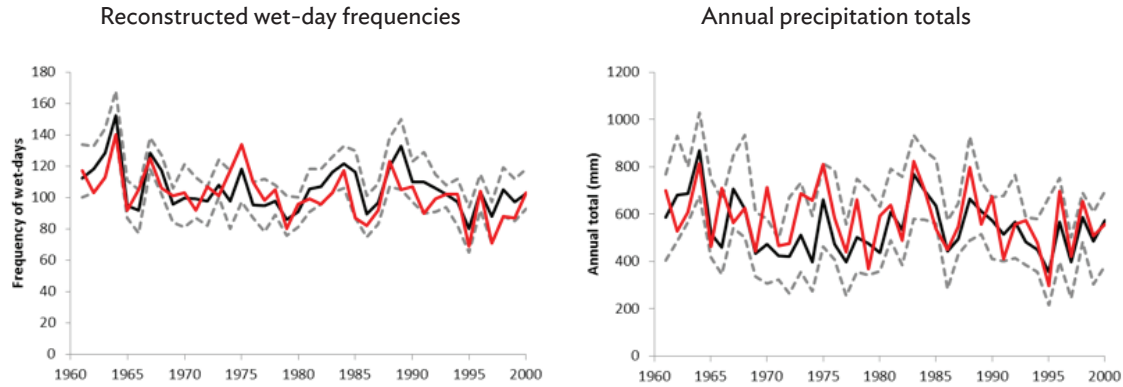 Reconstructed wet-day frequencies
Annual precipitation totals
Frequency of wet-days
180
160
140
120
100
80
60
40
20
0
1960 1965 1970 1975 1980 1985 1990 1995 2000
Annual total (mm)
1200
1000
800
600
400
200
0
1960 1965 1970 1975 1980 1985 1990 1995 2000